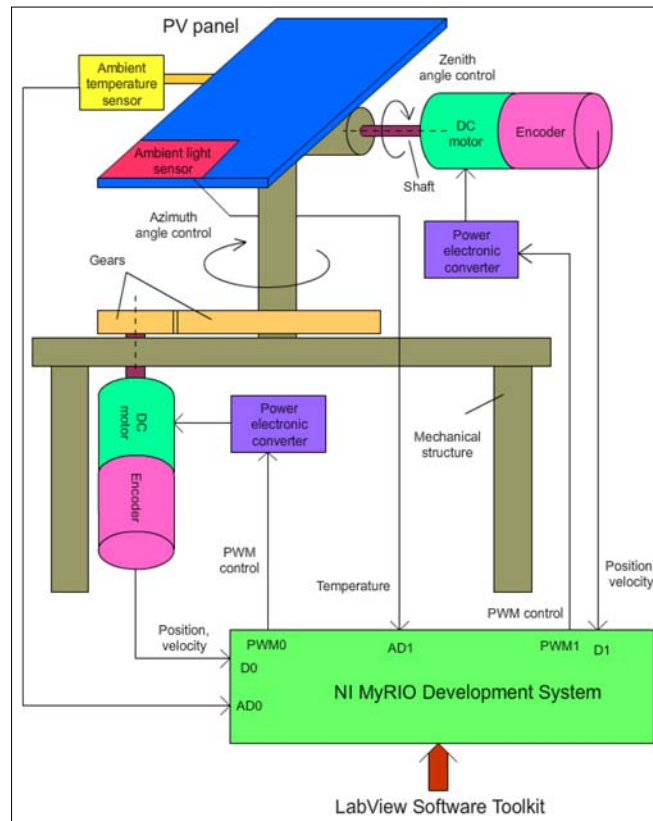 PV panel
Ambient
temperature
sensor
Zenith
angle control
DC
motor
Encoder
Ambient light
sensor
Shaft
Azimuth
angle control
Power
electronic
converter
Gears
DC
motor
Power
electronic
converter
Mechanical
structure
Encoder
PWM
control
Temperature
Position,
velocity
PWM control
Position,
velocity
PWM0
AD1
PWM1
D1
D0
NI MyRIO Development System
AD0
LabView Software Toolkit